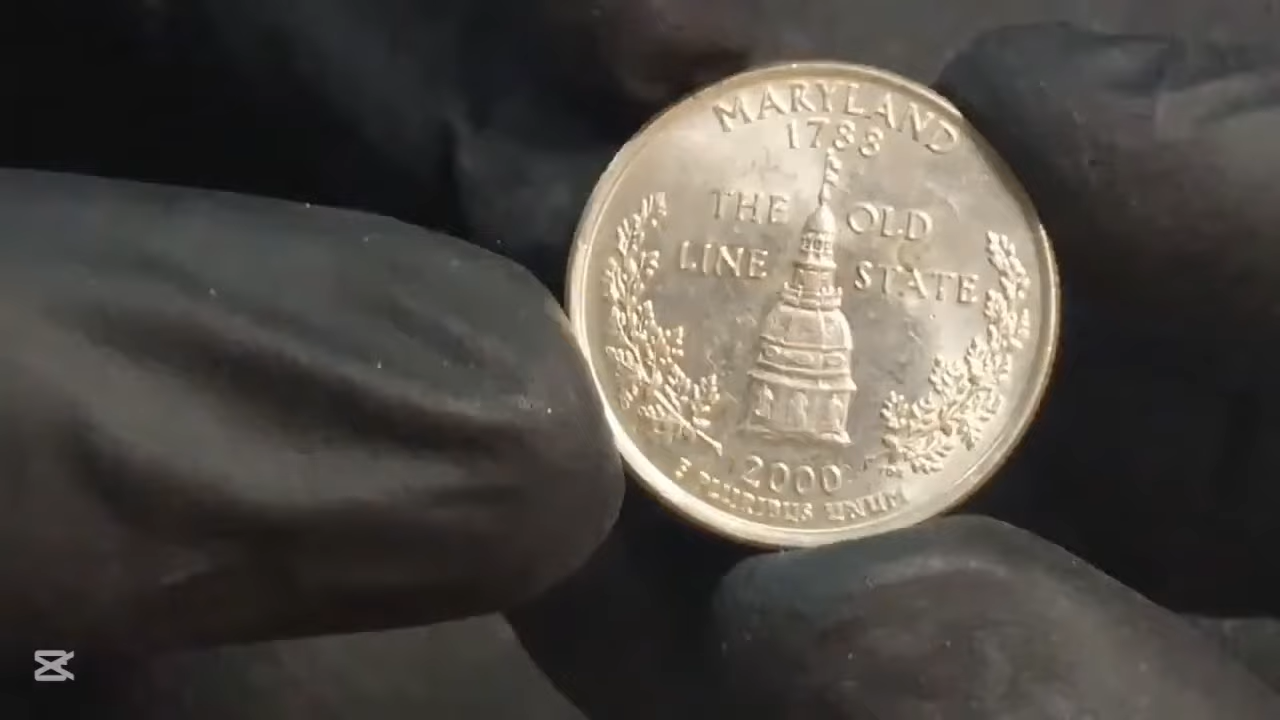 MARYLAND
1788
THE OLD
LINE STATE
2000
E PLURIBUS UNUM